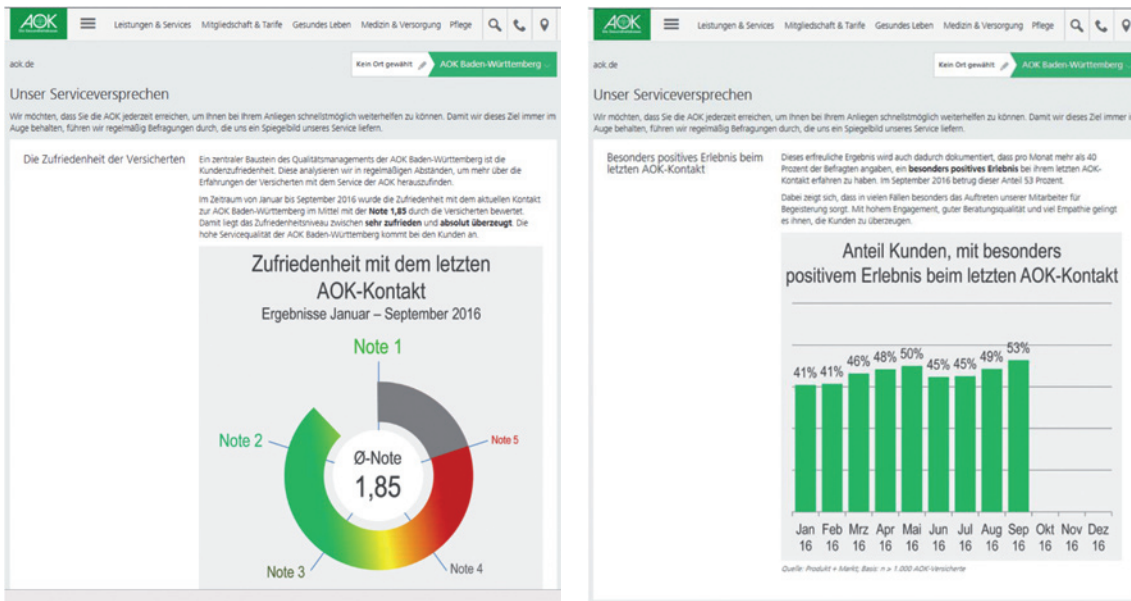 AOK
Die Gesundheitskasse.
Leistungen & Services Mitgliedschaft & Tarife Gesundes Leben Medizin & Versorgung Pflege
aok.de
Kein Ort gewählt
AOK Baden-Württemberg
Unser Serviceversprechen
Wir möchten, dass Sie die AOK jederzeit erreichen, um Ihnen bei Ihrem Anliegen schnellstmöglich weiterhelfen zu können. Damit wir dieses Ziel immer im
Auge behalten, führen wir regelmäßig Befragungen durch, die uns ein Spiegelbild unseres Service liefern.
Die Zufriedenheit der Versicherten
Ein zentraler Baustein des Qualitätsmanagements der AOK Baden-Württemberg ist die
Kundenzufriedenheit. Diese analysieren wir in regelmäßigen Abständen, um mehr über die
Erfahrungen der Versicherten mit dem Service der AOK herauszufinden.
Im Zeitraum von Januar bis September 2016 wurde die Zufriedenheit mit dem aktuellen Kontakt
zur AOK Baden-Württemberg im Mittel mit der Note 1,85 durch die Versicherten bewertet.
Damit liegt das Zufriedenheitsniveau zwischen sehr zufrieden und absolut überzeugt. Die
hohe Servicequalität der AOK Baden-Württemberg kommt bei den Kunden an.
Zufriedenheit mit dem letzten
AOK-Kontakt
Ergebnisse Januar – September 2016
Note 1
Note 2
Note 5
Ø-Note
1,85
Note 3
Note 4
AOK
Die Gesundheitskasse.
Leistungen & Services Mitgliedschaft & Tarife Gesundes Leben Medizin & Versorgung Pflege
aok.de
Kein Ort gewählt
AOK Baden-Württemberg
Unser Serviceversprechen
Wir möchten, dass Sie die AOK jederzeit erreichen, um Ihnen bei Ihrem Anliegen schnellstmöglich weiterhelfen zu können. Damit wir dieses Ziel immer
Auge behalten, führen wir regelmäßig Befragungen durch, die uns ein Spiegelbild unseres Service liefern.
Besonders positives Erlebnis beim
letzten AOK-Kontakt
Dieses erfreuliche Ergebnis wird auch dadurch dokumentiert, dass pro Monat mehr als 40
Prozent der Befragten angaben, ein besonders positives Erlebnis bei ihrem letzten AOK-
Kontakt erfahren zu haben. Im September 2016 betrug dieser Anteil 53 Prozent.
Dabei zeigt sich, dass in vielen Fällen besonders das Auftreten unserer Mitarbeiter für
Begeisterung sorgt. Mit hohem Engagement, guter Beratungsqualität und viel Empathie gelingt
es ihnen, die Kunden zu überzeugen.
Anteil Kunden, mit besonders
positivem Erlebnis beim letzten AOK-Kontakt
41% 41% 46% 48% 50% 45% 45% 49% 53%
Jan Feb Mrz Apr Mai Jun Jul Aug Sep Okt Nov Dez
16 16 16 16 16 16 16 16 16 16 16 16
Quelle: Produkt + Markt, Basis: n > 1.000 AOK-Versicherte